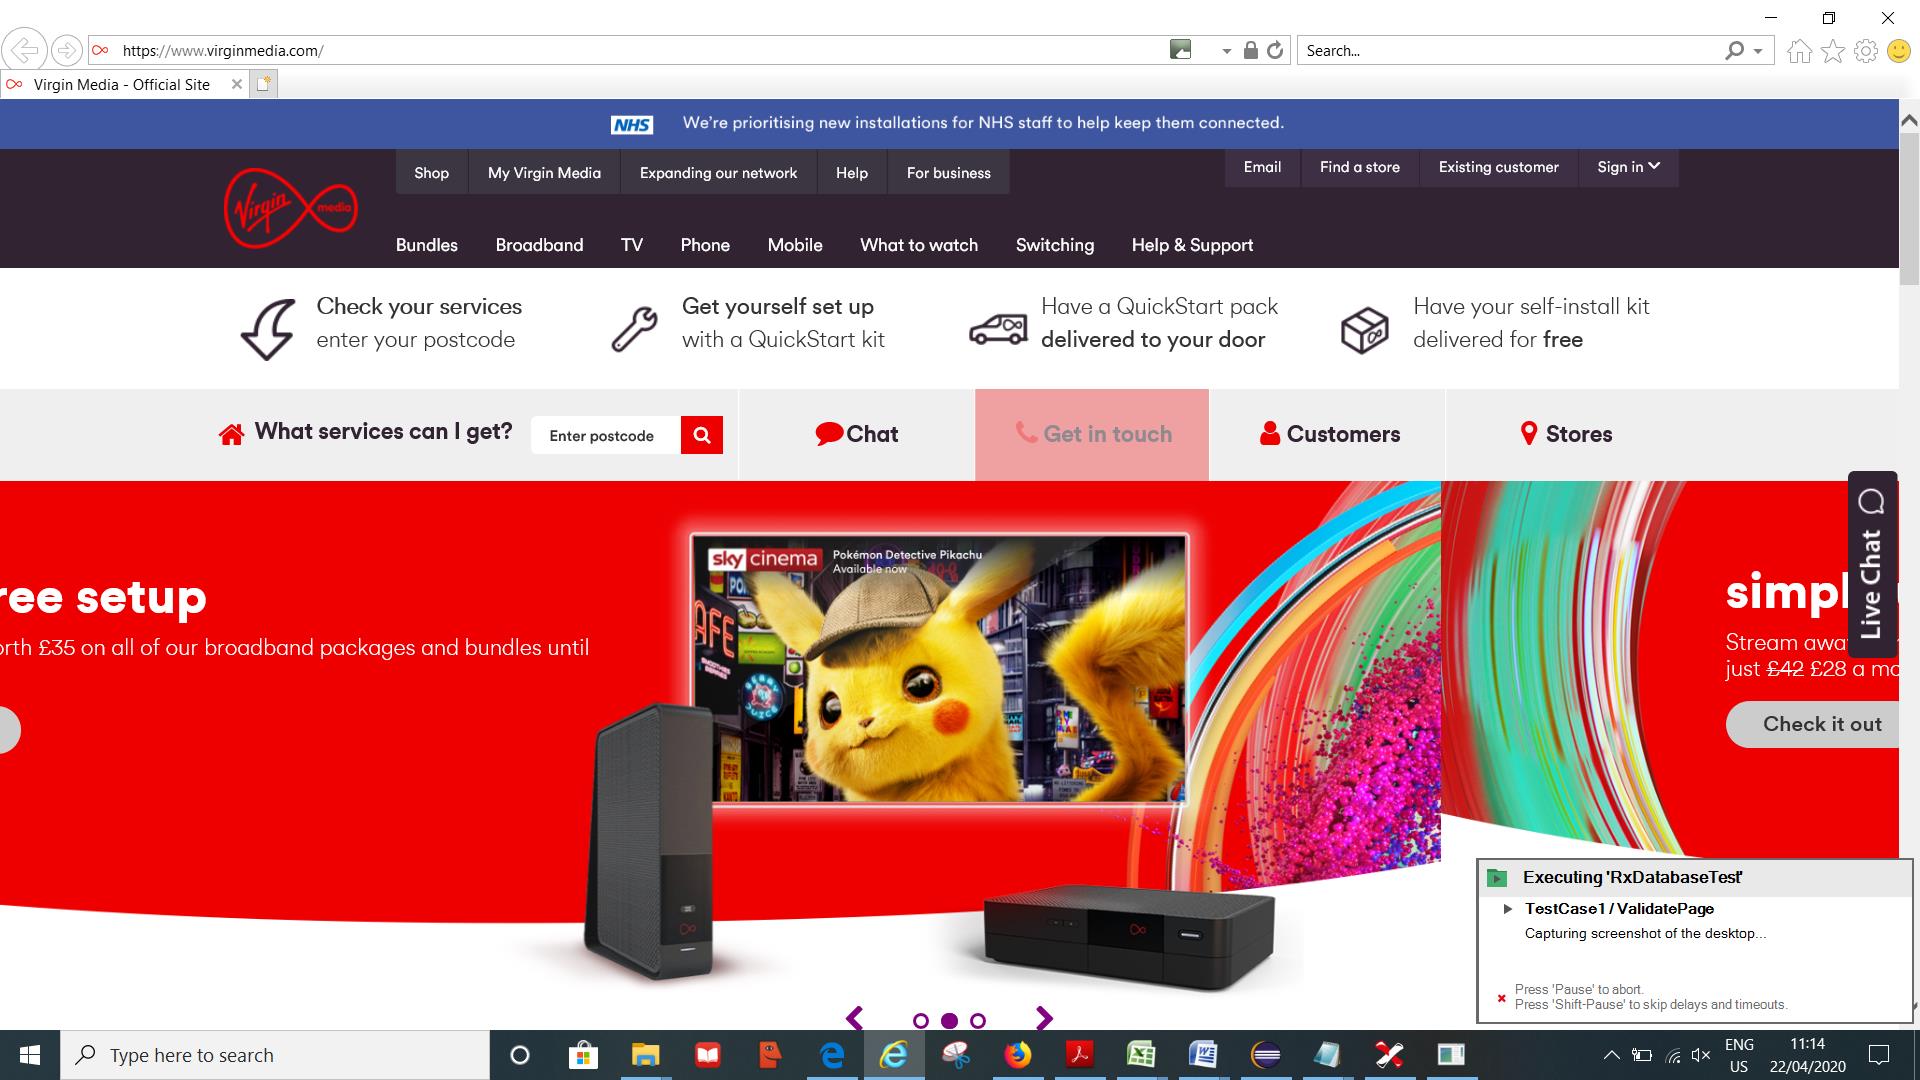 https://www.virginmedia.com/
Search...
Virgin Media - Official Site
NHS We're prioritising new installations for NHS staff to help keep them connected.
Shop My Virgin Media Expanding our network Help For business
Email Find a store Existing customer Sign in
Virgin media
Bundles Broadband TV Phone Mobile What to watch Switching Help & Support
Check your services
enter your postcode
Get yourself set up
with a QuickStart kit
Have a QuickStart pack
delivered to your door
Have your self-install kit
delivered for free
What services can I get? Enter postcode
Chat
Get in touch
Customers
Stores
Live Chat
ree setup
orth £35 on all of our broadband packages and bundles until
sky cinema
Pokémon Detective Pikachu
Available now
AFE
BERRY
JUICE
simpl
Stream awa
just £42 £28 a mo
Check it out
Executing 'RxDatabaseTest'
TestCase1 / ValidatePage
Capturing screenshot of the desktop...
Press 'Pause' to abort.
Press 'Shift-Pause' to skip delays and timeouts.
Type here to search
ENG
US
11:14
22/04/2020